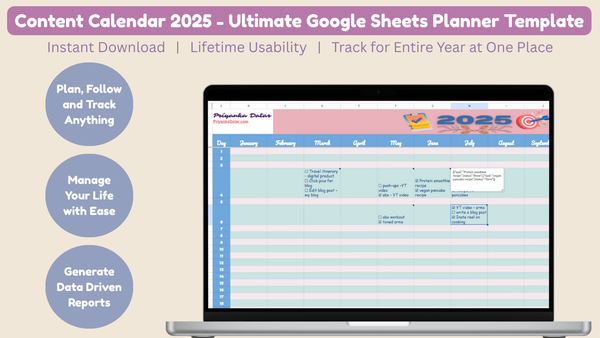 Content Calendar 2025 - Ultimate Google Sheets Planner Template
Instant Download | Lifetime Usability | Track for Entire Year at One Place
Plan, Follow
and Track
Anything
Manage
Your Life
with Ease
Generate
Data Driven
Reports
Priyanka Datar
PriyankaDatar.com
2025
Day January February March April May June July August
1
2
3
☐ Travel itinerary
- digital product
☐ Click pics for
blog
☐ Edit blog post -
my blog
☐ push-ups -YT
video
☑ abs - YT video
☑ Protein smoothie
recipe
☑ vegan pancake
recipe
pancakes
4
5
☐ abs workout
☑ toned arms
☑ YT video - arms
☐ write a blog post
☑ Insta reel on
cooking
6
7
8
9
10
11
12
13
14
15
16
17
18